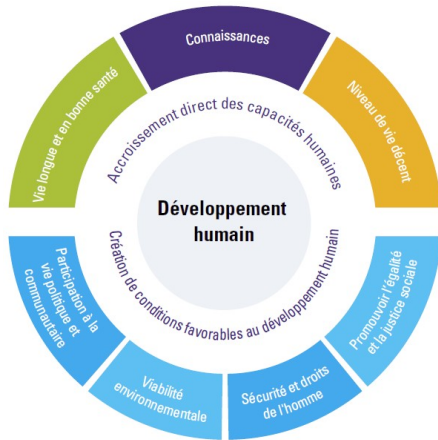 Connaissances
Vie longue et en bonne santé
Niveau de vie décent
Accroissement direct des capacités humaines
Développement
humain
Création de conditions favorables au développement humain
Participation à la
vie politique et
communautaire
Viabilité
environnementale
Sécurité et droits
de l'homme
Promouvoir l'égalité
et la justice sociale